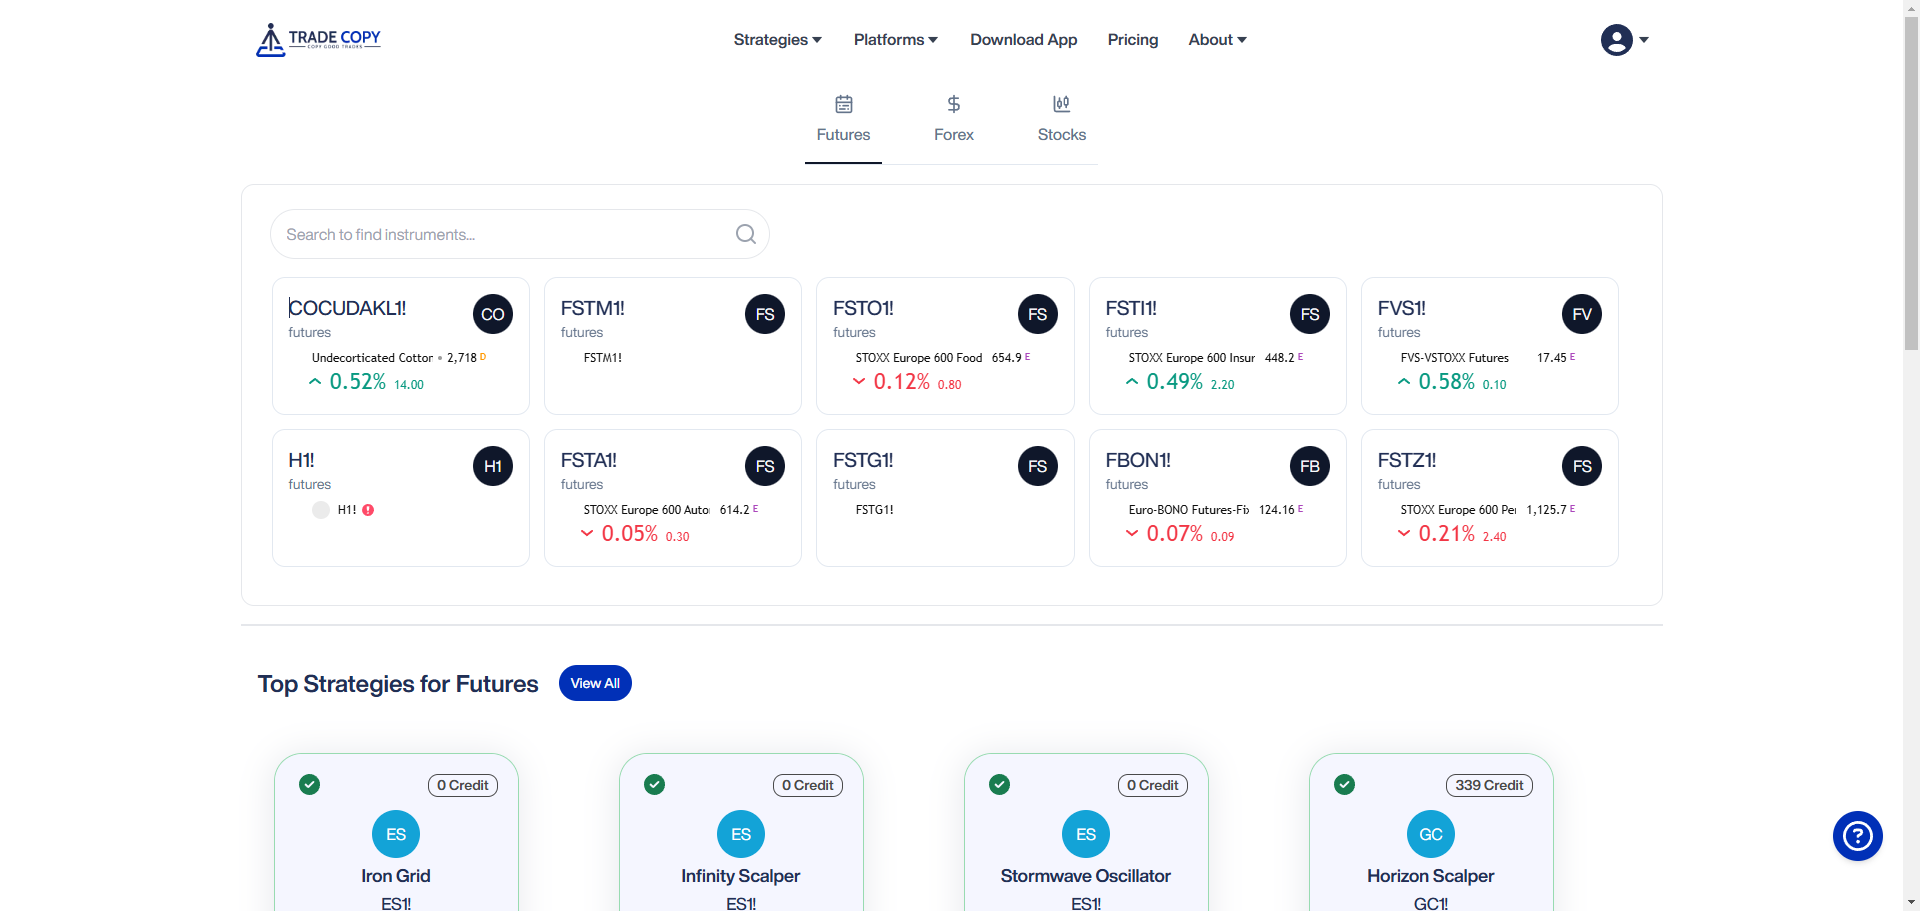 TRADE COPY
COPY GOOD TRADES
Strategies
Platforms
Download App
Pricing
About
Futures
Forex
Stocks
Search to find instruments...
COCUDAKL1!
futures
CO
Undecorticated Cottor
2,718 D
0.52% 14.00
FSTM1!
futures
FS
FSTM1!
FSTO1!
futures
FS
STOXX Europe 600 Food 654.9 E
0.12% 0.80
FSTI1!
futures
FS
STOXX Europe 600 Insur 448.2 E
0.49% 2.20
FVS1!
futures
FV
FVS-VSTOXX Futures 17.45 E
0.58% 0.10
H1!
futures
H1
H1!
FSTA1!
futures
FS
STOXX Europe 600 Auto 614.2 E
0.05% 0.30
FSTG1!
futures
FS
FSTG1!
FBON1!
futures
FB
Euro-BONO Futures-Fi 124.16 E
0.07% 0.09
FSTZ1!
futures
FS
STOXX Europe 600 Per 1,125.7 E
0.21% 2.40
Top Strategies for Futures
View All
0 Credit
ES
Iron Grid
ES1!
0 Credit
ES
Infinity Scalper
ES1!
0 Credit
ES
Stormwave Oscillator
ES1!
339 Credit
GC
Horizon Scalper
GC1!